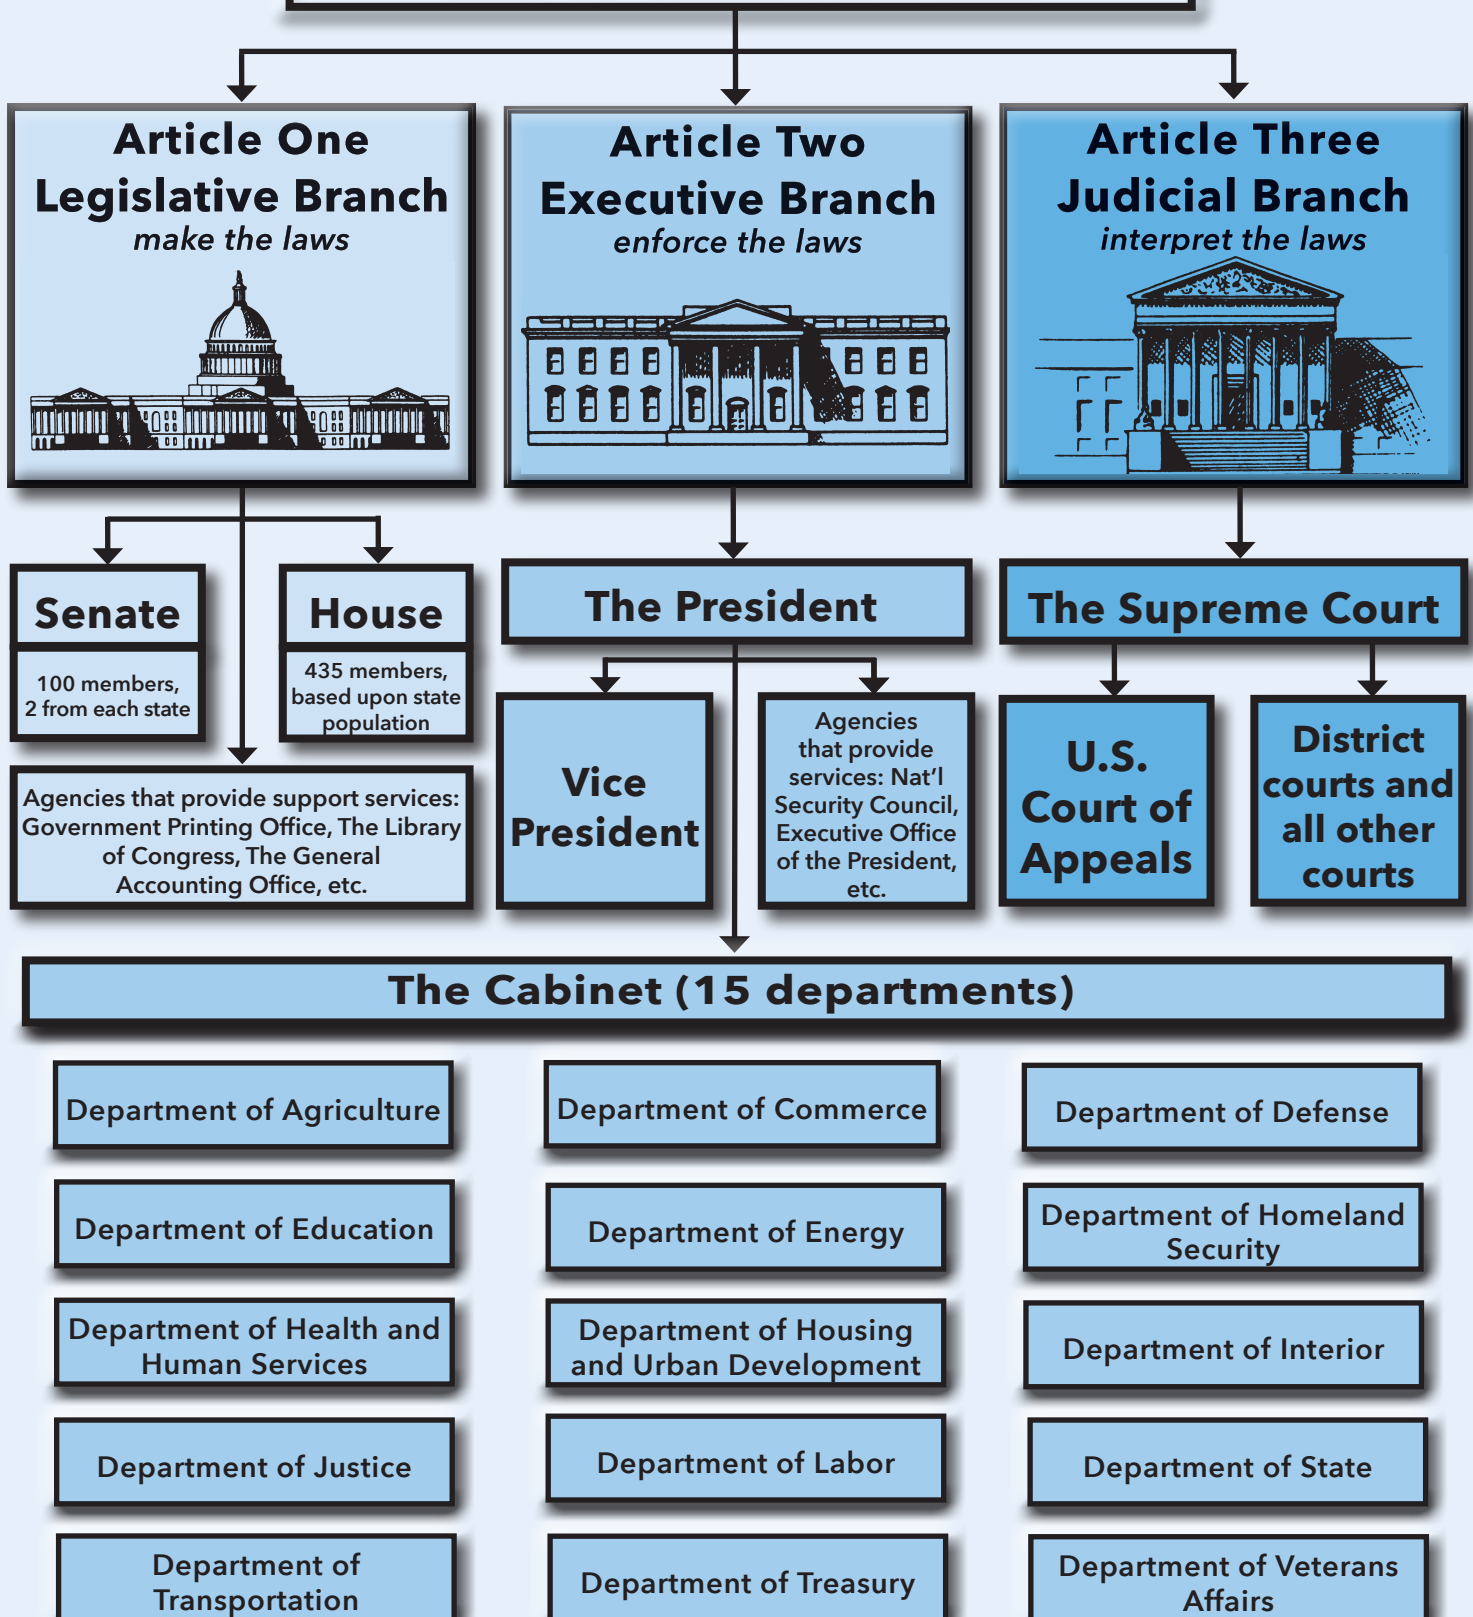 Article One
Legislative Branch
make the laws
Article Two
Executive Branch
enforce the laws
Article Three
Judicial Branch
interpret the laws
Senate
100 members,
2 from each state
House
435 members,
based upon state
population
Agencies that provide support services:
Government Printing Office, The Library
of Congress, The General
Accounting Office, etc.
The President
Vice
President
Agencies
that provide
services: Nat'l
Security Council,
Executive Office
of the President,
etc.
The Supreme Court
U.S.
Court of
Appeals
District
courts and
all other
courts
The Cabinet (15 departments)
Department of Agriculture
Department of Commerce
Department of Defense
Department of Education
Department of Energy
Department of Homeland
Security
Department of Health and
Human Services
Department of Housing
and Urban Development
Department of Interior
Department of Justice
Department of Labor
Department of State
Department of
Transportation
Department of Treasury
Department of Veterans
Affairs